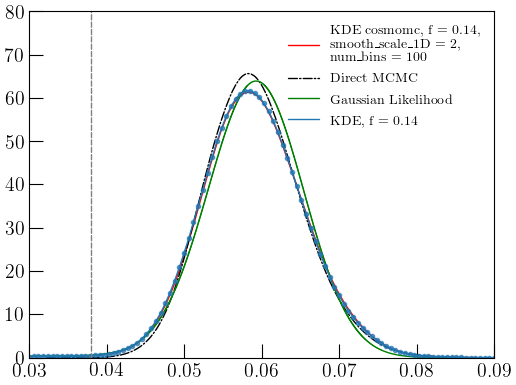 80
70
60
50
40
30
20
10
0
0.03 0.04 0.05 0.06 0.07 0.08 0.09
KDE cosmomc, f = 0.14,
smooth_scale_1D = 2,
num_bins = 100
Direct MCMC
Gaussian Likelihood
KDE, f = 0.14